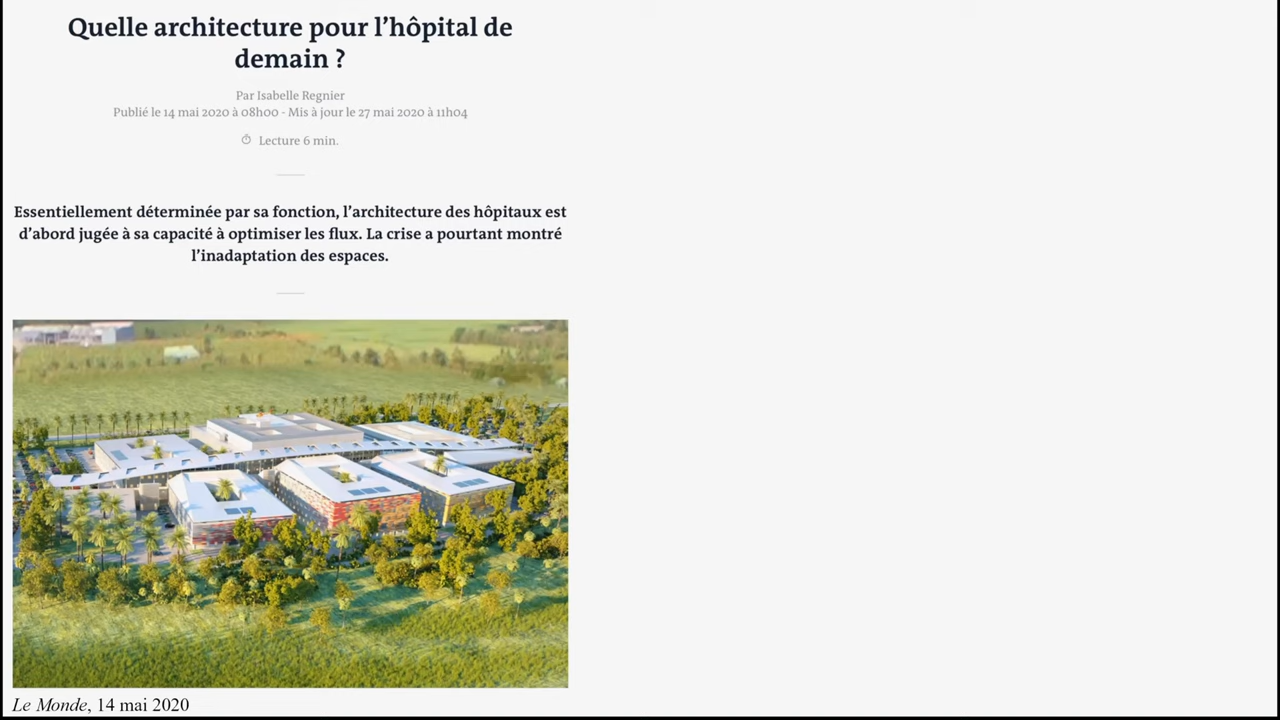 Quelle architecture pour l’hôpital de
demain ?
Par Isabelle Regnier
Publié le 14 mai 2020 à 08h00 - Mis à jour le 27 mai 2020 à 11h04
Lecture 6 min.
Essentiellement déterminée par sa fonction, l’architecture des hôpitaux est
d’abord jugée à sa capacité à optimiser les flux. La crise a pourtant montré
l’inadaptation des espaces.
Le Monde, 14 mai 2020